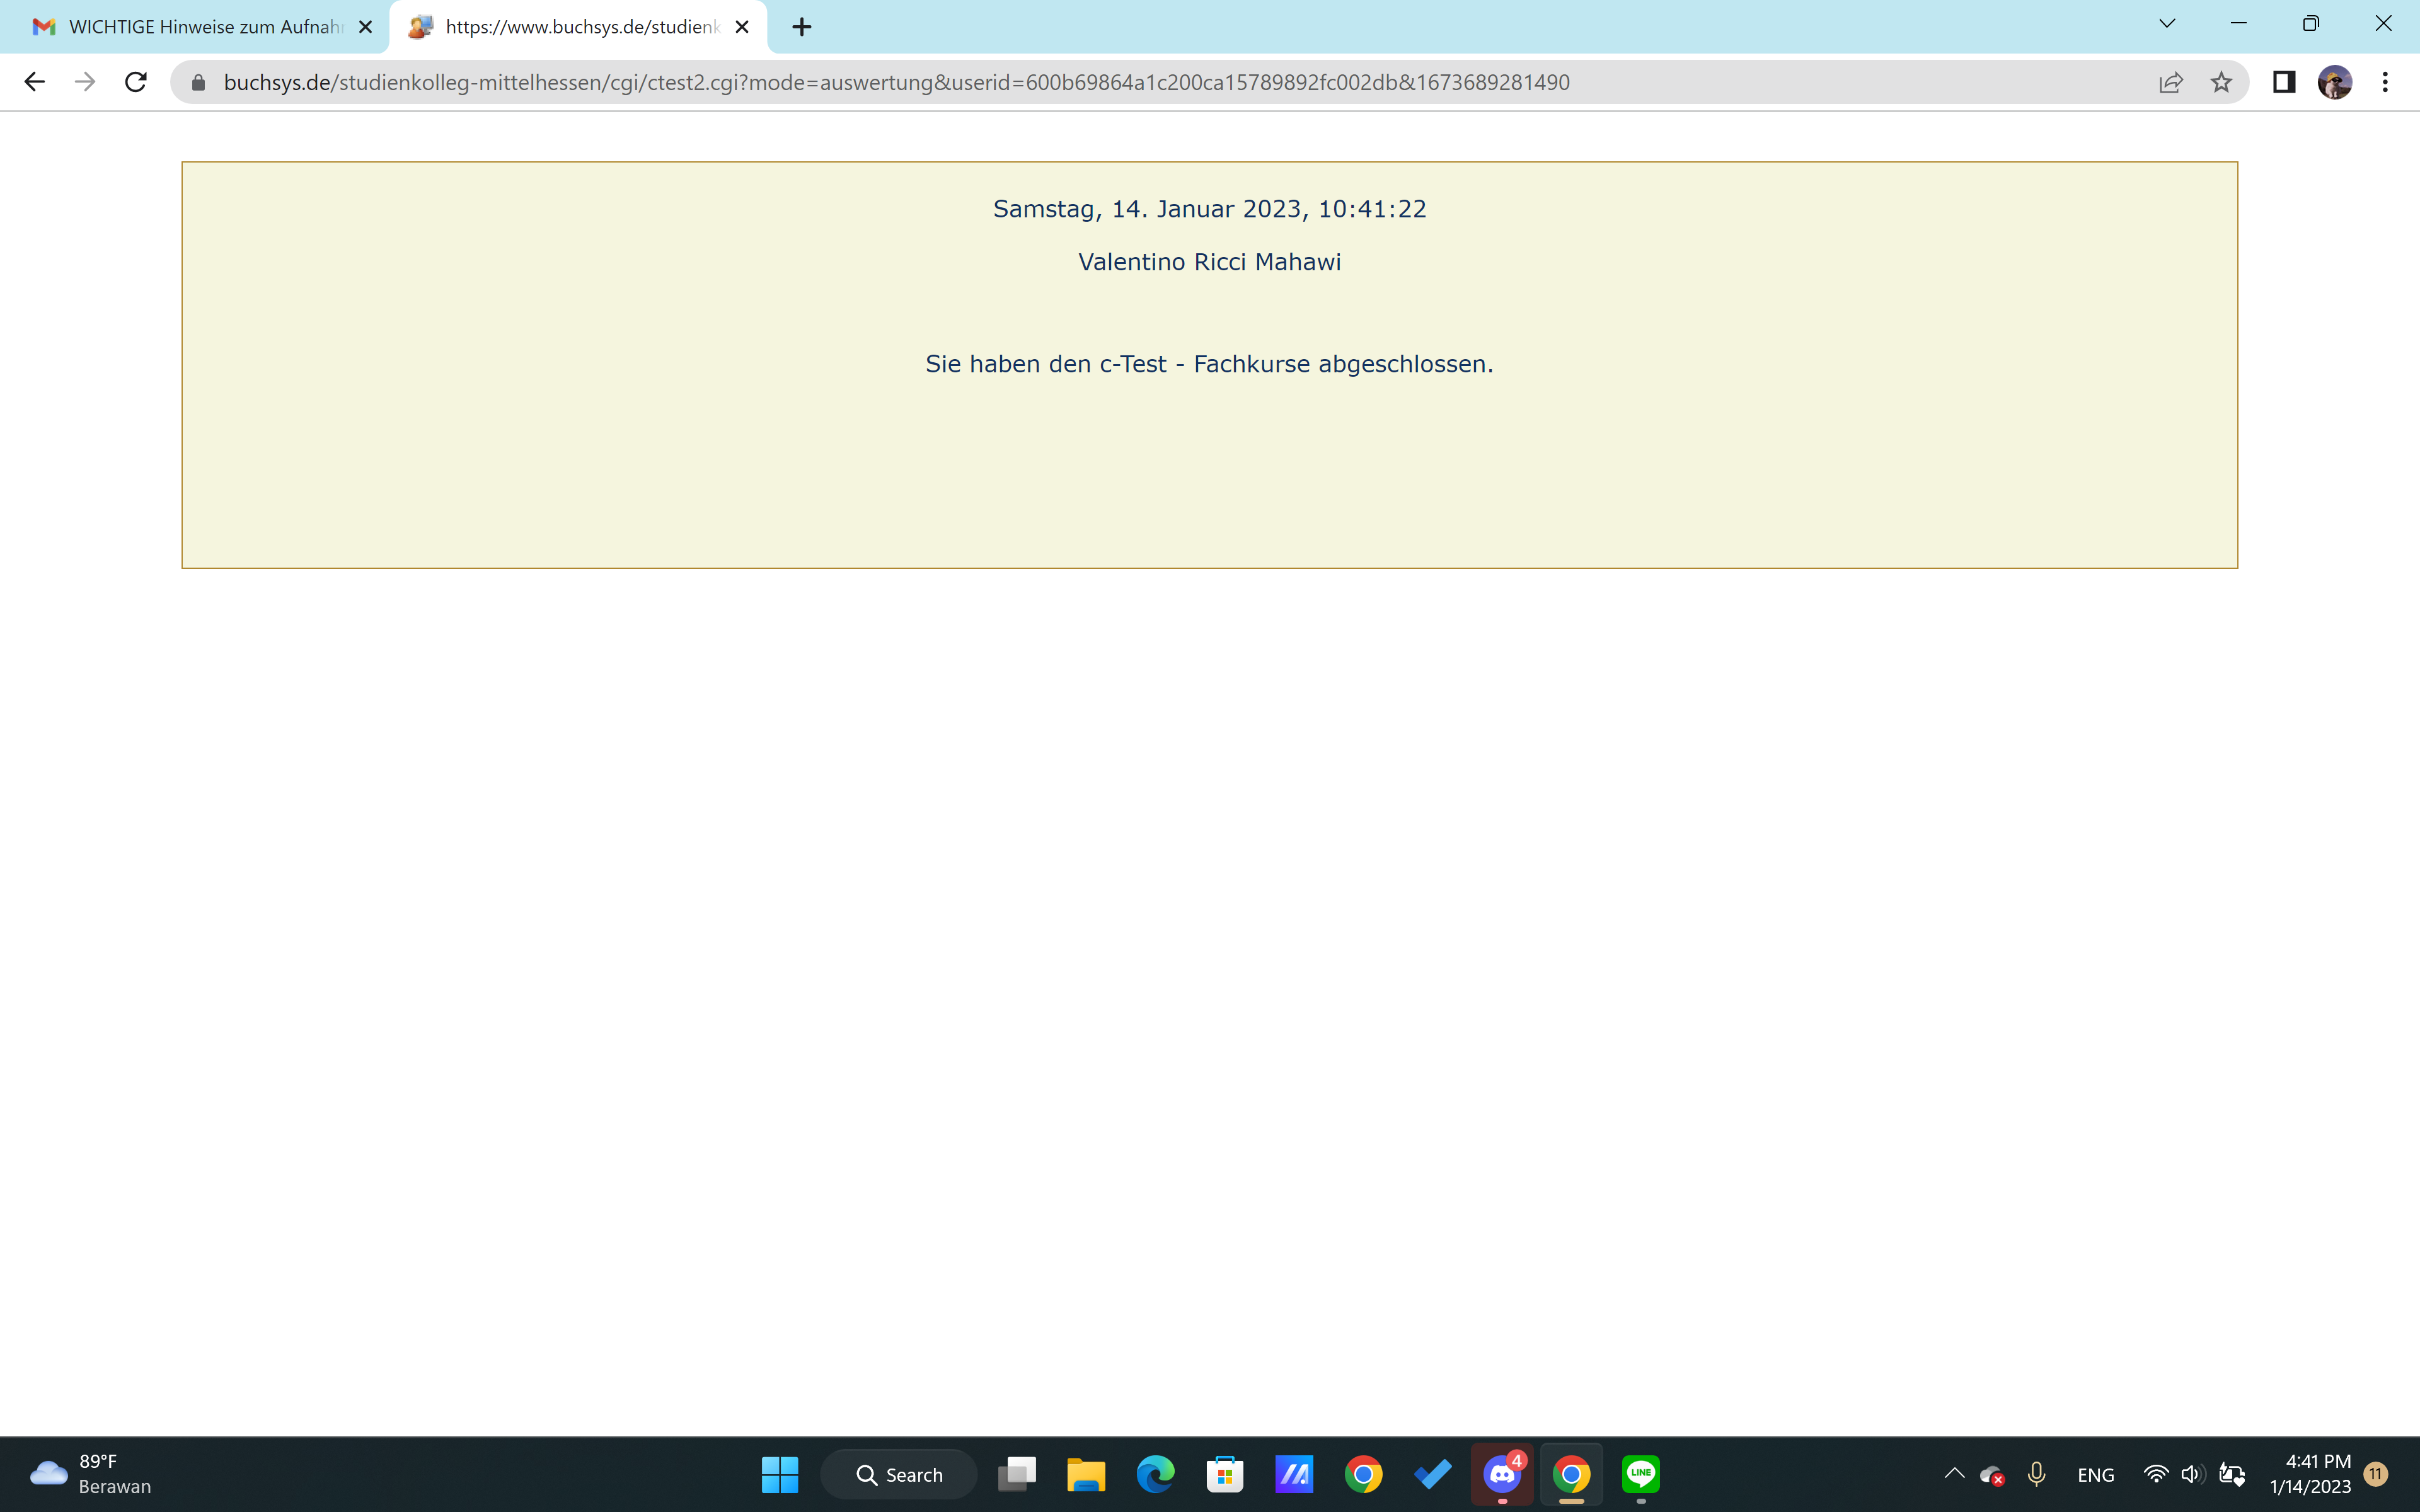 WICHTIGE Hinweise zum Aufnahr
https://www.buchsys.de/studienk
buchsys.de/studienkolleg-mittelhessen/cgi/ctest2.cgi?mode=auswertung&userid=600b69864a1c200ca15789892fc002db&1673689281490
Samstag, 14. Januar 2023, 10:41:22
Valentino Ricci Mahawi
Sie haben den c-Test - Fachkurse abgeschlossen.
89°F
Berawan
Search
4
LINE
ENG
4:41 PM
1/14/2023
11